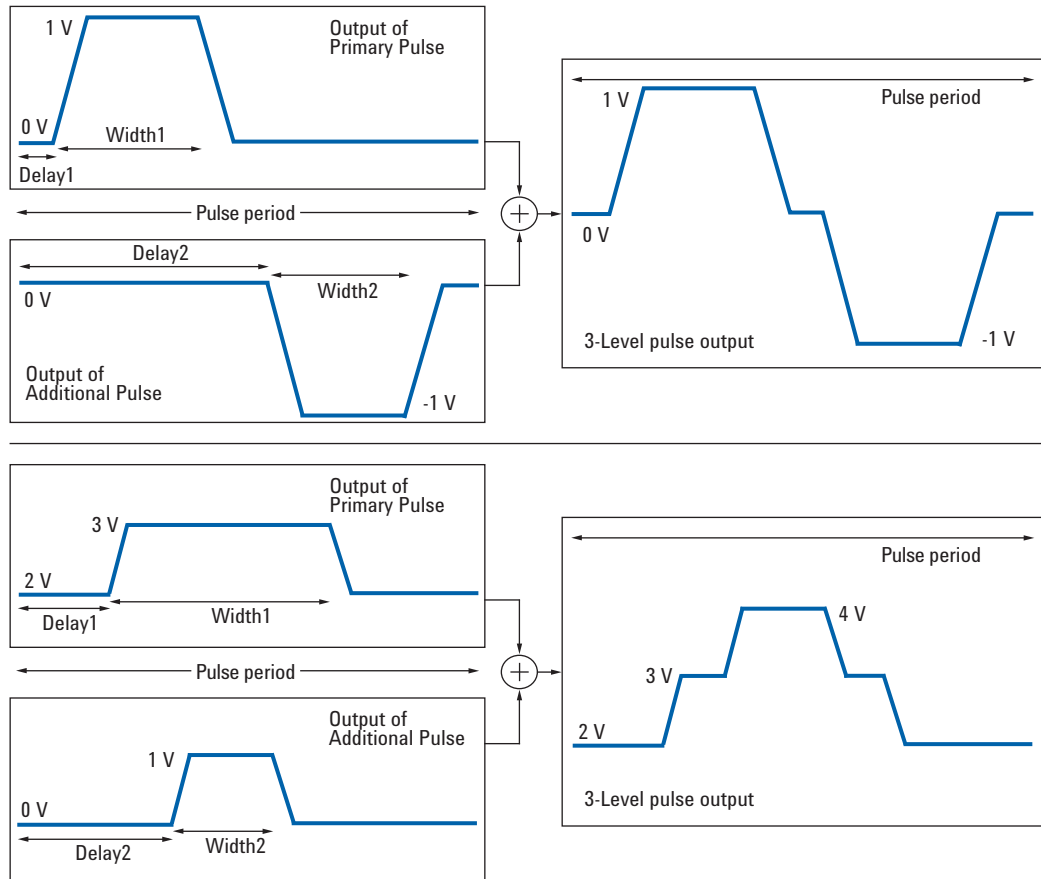 Output of
Primary Pulse
1 V
0 V
Width1
Delay1
Pulse period
Delay2
Width2
0 V
Output of
Additional Pulse
-1 V
Pulse period
1 V
0 V
-1 V
3-Level pulse output
Output of
Primary Pulse
3 V
2 V
Delay1
Width1
Pulse period
Output of
Additional Pulse
1 V
0 V
Delay2
Width2
Pulse period
4 V
3 V
2 V
3-Level pulse output